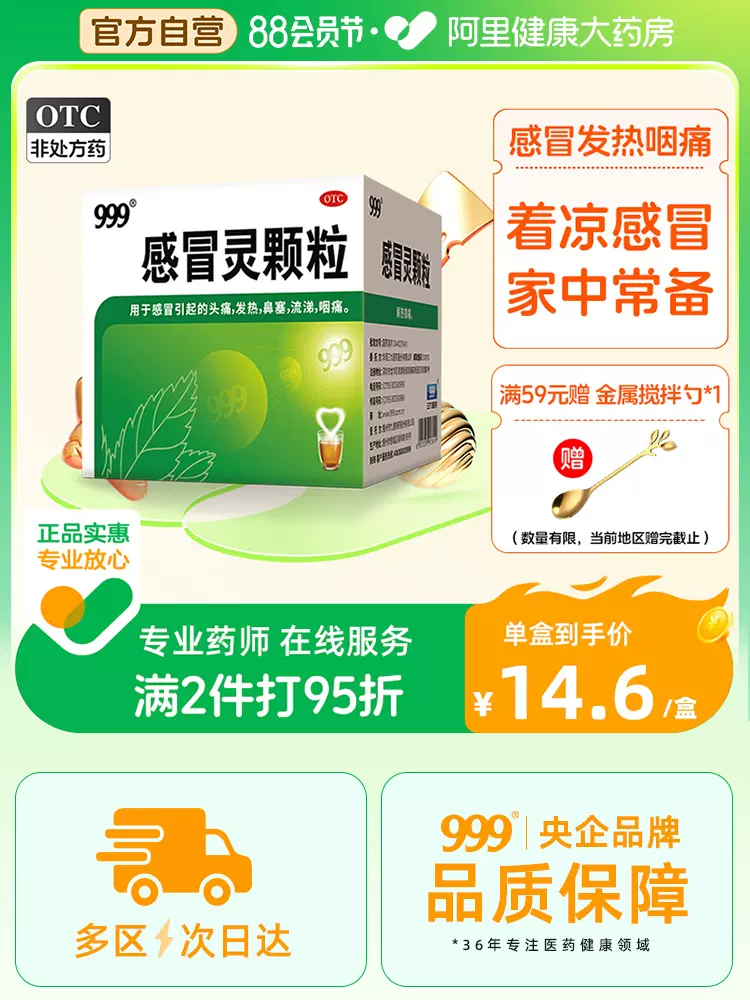 官方自营 88会员节·阿里健康大药房
OTC
非处方药
感冒发热咽痛
着凉感冒
家中常备
999®
OTC
感冒灵颗粒
用于感冒引起的头痛,发热,鼻塞,流涕,咽痛。
999
999
999®
感冒灵颗粒
解热镇痛。
满59元赠 金属搅拌勺*1
赠
(数量有限,当前地区赠完截止)
正品实惠
专业放心
专业药师 在线服务
满2件打95折
单盒到手价
¥14.6/盒
多区次日达
999®|央企品牌
品质保障
*36年专注医药健康领域